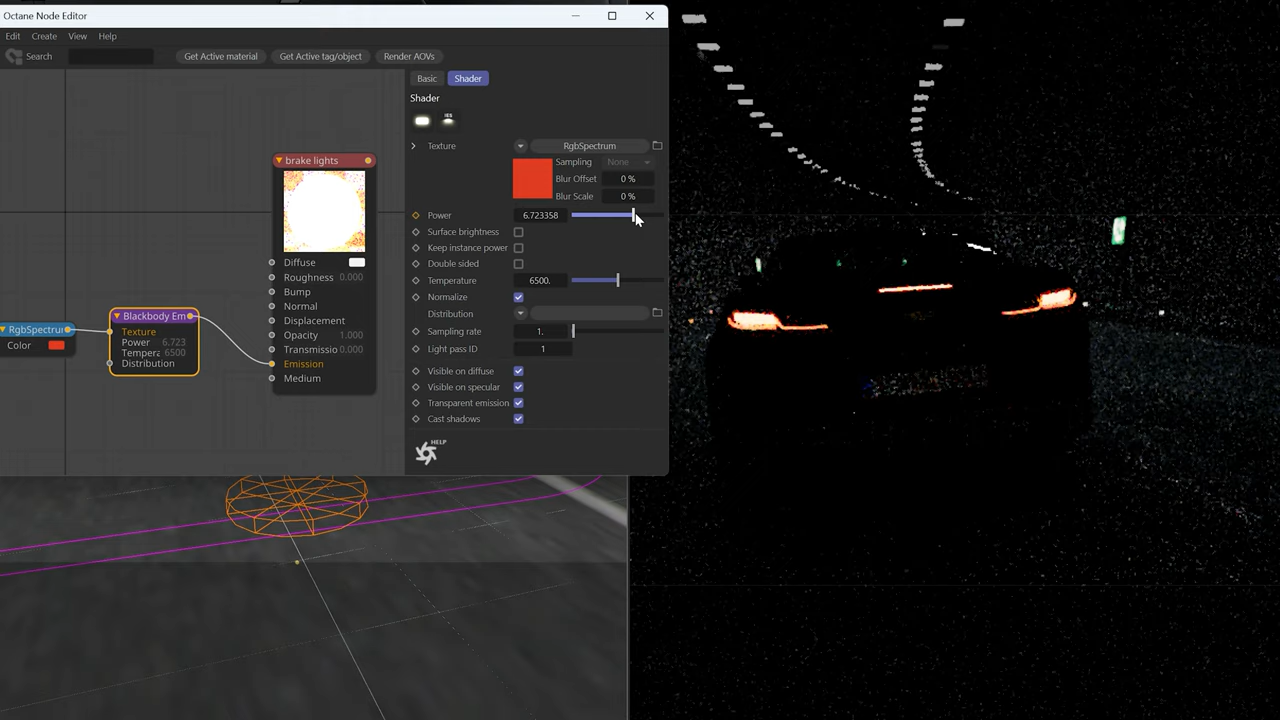 Octane Node Editor
Edit Create View Help
Search Get Active material Get Active tag/object Render AOVs
Basic Shader
Shader
IES
Texture RgbSpectrum
Sampling None
Blur Offset 0 %
Blur Scale 0 %
Power 6.723358
Surface brightness
Keep instance power
Double sided
Temperature 6500.
Normalize
Distribution
Sampling rate 1.
Light pass ID 1
Visible on diffuse
Visible on specular
Transparent emission
Cast shadows
HELP
brake lights
Diffuse
Roughness 0.000
Bump
Normal
Displacement
Opacity 1.000
Transmissio 0.000
Emission
Medium
Blackbody Em
Texture
Power 6.723
Tempera 6500
Distribution
RgbSpectru
Color